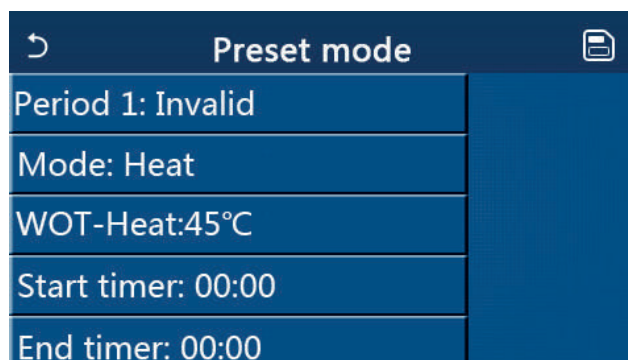 Preset mode
Period 1: Invalid
Mode: Heat
WOT-Heat:45℃
Start timer: 00:00
End timer: 00:00